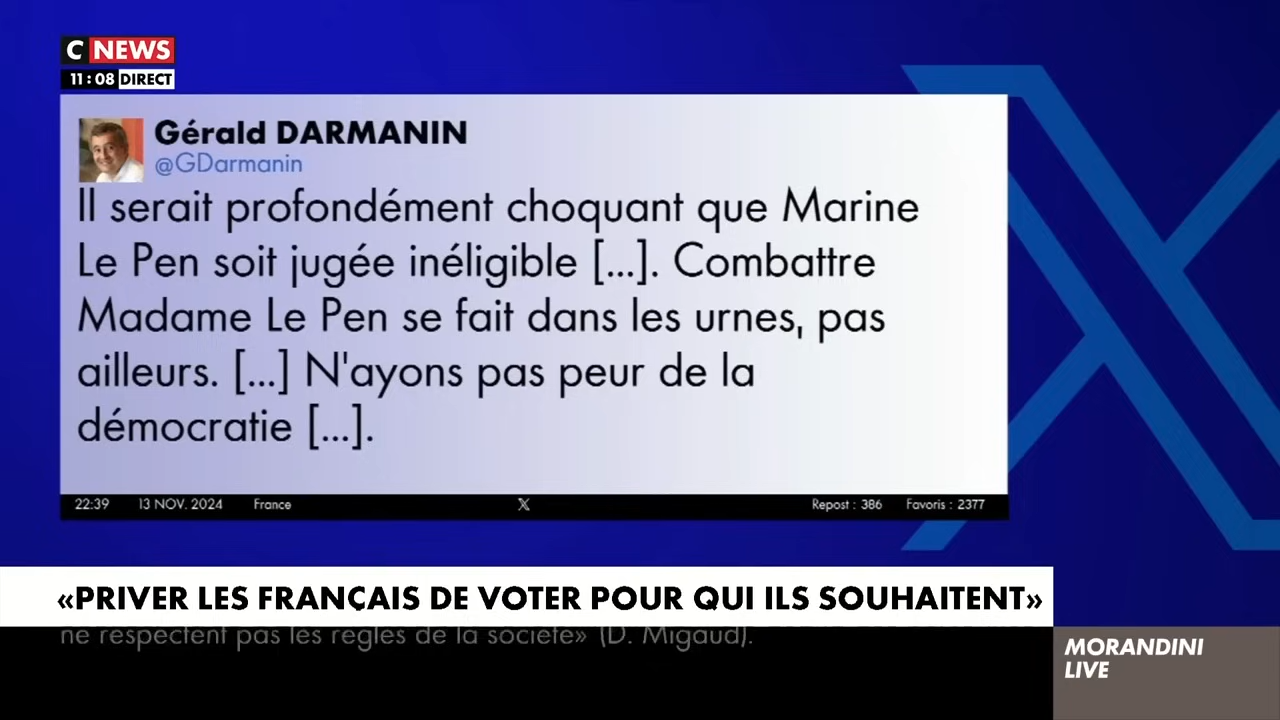 C NEWS
11:08 DIRECT
Gérald DARMANIN
@GDarmanin
Il serait profondément choquant que Marine
Le Pen soit jugée inéligible [...]. Combattre
Madame Le Pen se fait dans les urnes, pas
ailleurs. [...] N'ayons pas peur de la
démocratie [...].
22:39 13 NOV. 2024 France X Repost : 386 Favoris : 2377
«PRIVER LES FRANÇAIS DE VOTER POUR QUI ILS SOUHAITENT»
ne respectent pas les règles de la société» (D. Migaud).
MORANDINI
LIVE